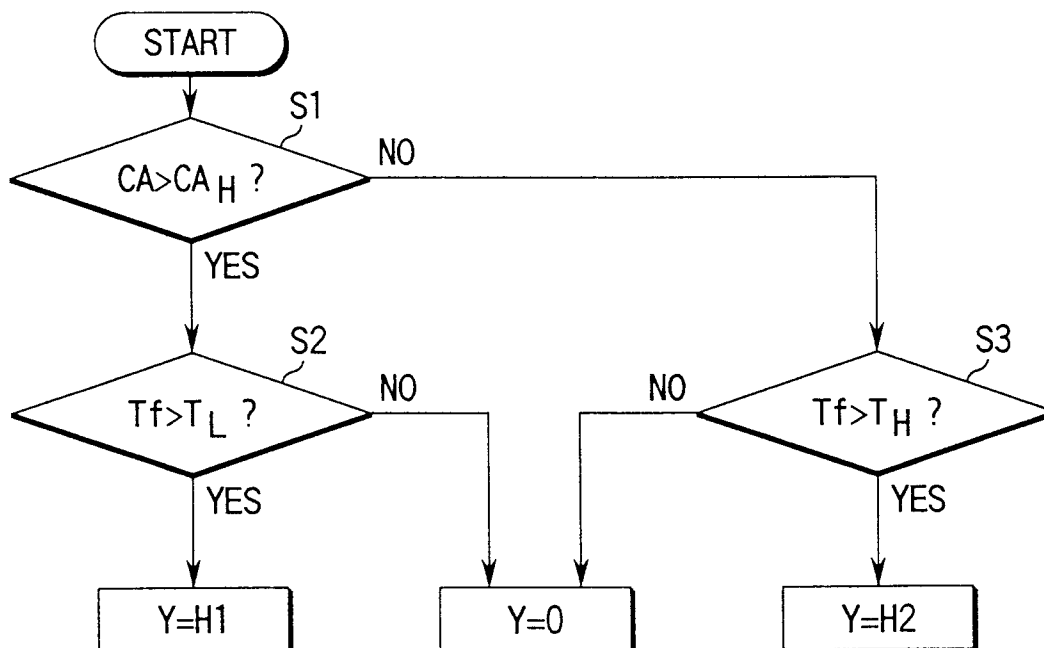 START
S1
CA>CA H ?
NO
YES
S2
Tf>T L ?
NO
YES
S3
NO
Tf>T H ?
YES
Y=H1
Y=0
Y=H2